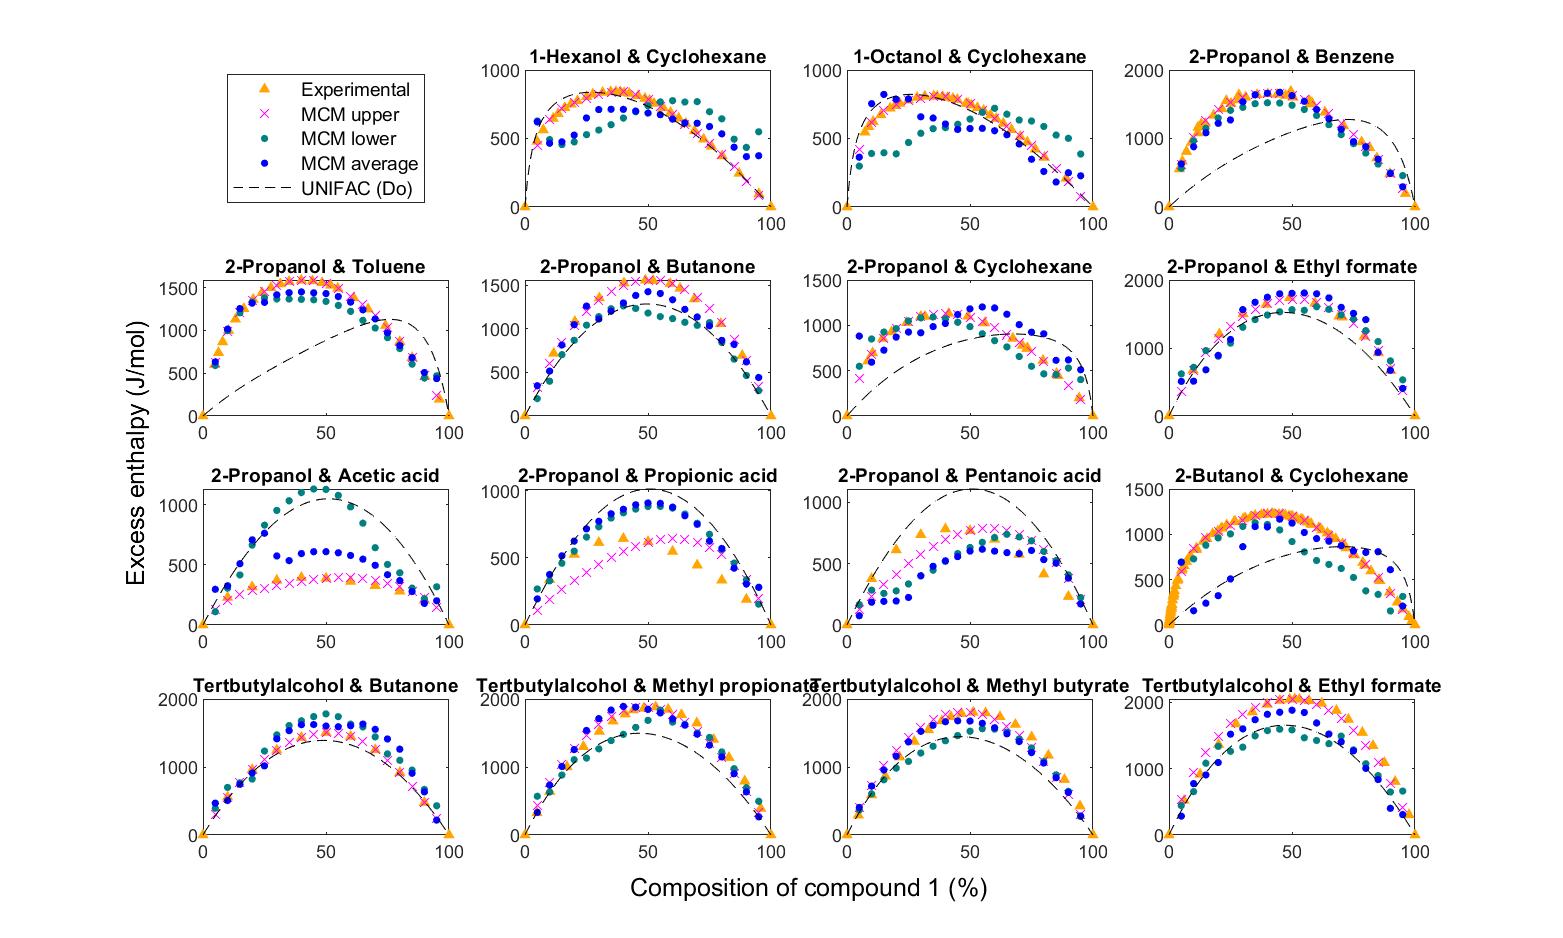 Experimental
MCM upper
MCM lower
MCM average
UNIFAC (Do)
1-Hexanol & Cyclohexane
1000
500
0
0 50 100
1-Octanol & Cyclohexane
1000
500
0
0 50 100
2-Propanol & Benzene
2000
1000
0
0 50 100
2-Propanol & Toluene
1500
1000
500
0
0 50 100
2-Propanol & Butanone
1500
1000
500
0
0 50 100
2-Propanol & Cyclohexane
1500
1000
500
0
0 50 100
2-Propanol & Ethyl formate
2000
1000
0
0 50 100
2-Propanol & Acetic acid
1000
500
0
0 50 100
2-Propanol & Propionic acid
1000
500
0
0 50 100
2-Propanol & Pentanoic acid
1000
500
0
0 50 100
2-Butanol & Cyclohexane
1500
1000
500
0
0 50 100
Tertbutylalcohol & Butanone
2000
1000
0
0 50 100
Tertbutylalcohol & Methyl propionate
2000
1000
0
0 50 100
Tertbutylalcohol & Methyl butyrate
2000
1000
0
0 50 100
Tertbutylalcohol & Ethyl formate
2000
1000
0
0 50 100
Excess enthalpy (J/mol)
Composition of compound 1 (%)